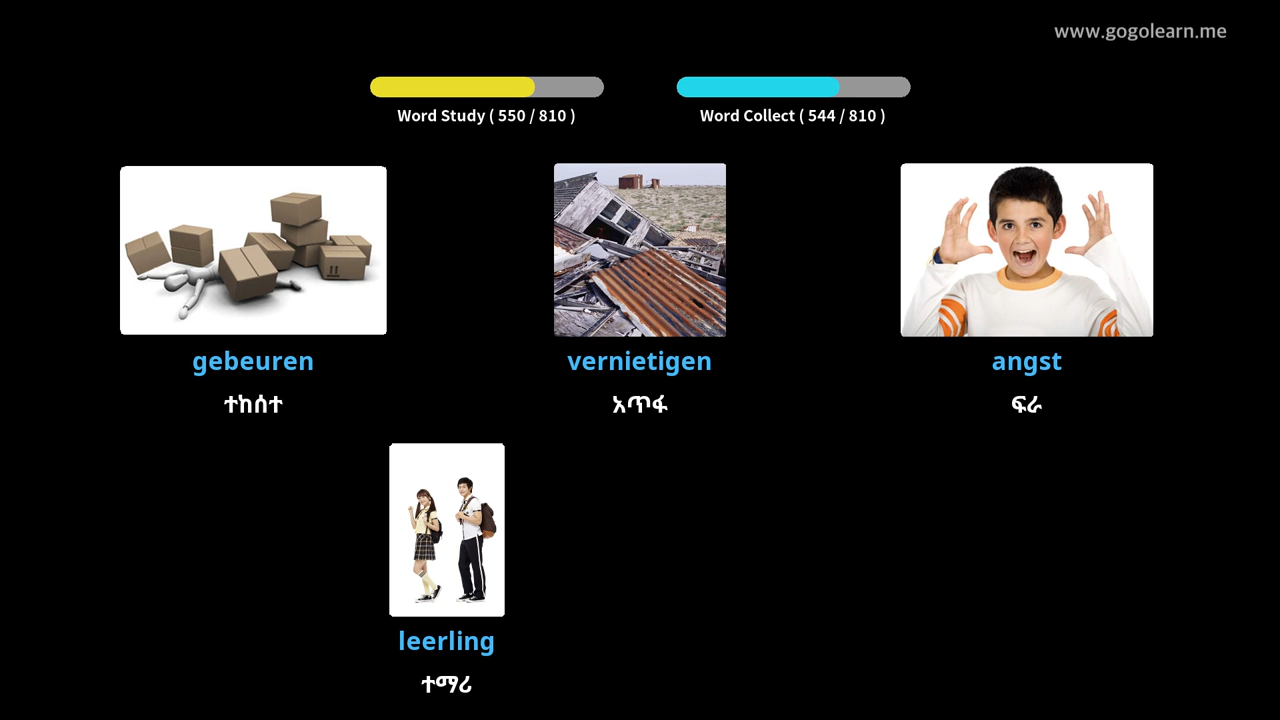 www.gogolearn.me
Word Study ( 550 / 810 )
Word Collect ( 544 / 810 )
gebeuren
ተከሰተ
vernietigen
አጥፋ
angst
ፍራ
leerling
ተማሪ